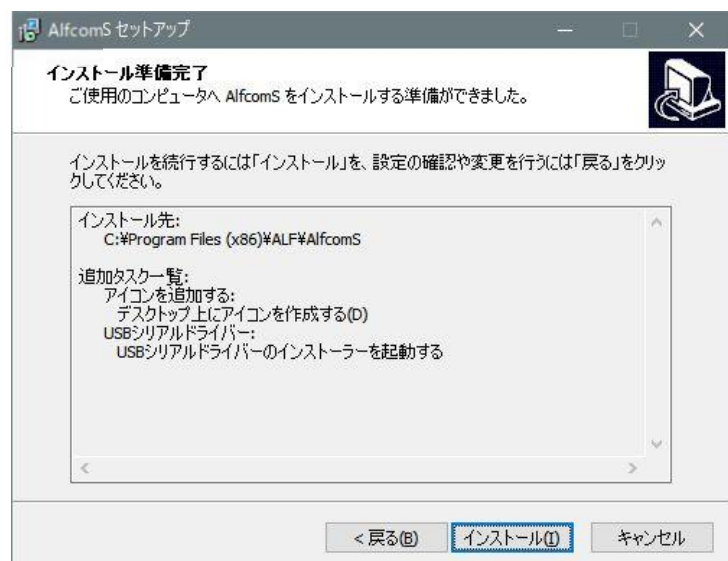 AlfcomS セットアップ
インストール準備完了
ご使用のコンピュータへ AlfcomS をインストールする準備ができました。
インストールを続行するには「インストール」を、設定の確認や変更を行うには「戻る」をクリッ
クしてください。
インストール先:
C:¥Program Files (x86)¥ALF¥AlfcomS
追加タスク一覧:
アイコンを追加する:
デスクトップ上にアイコンを作成する(D)
USBシリアルドライバー:
USBシリアルドライバーのインストーラーを起動する
< 戻る(B)
インストール(I)
キャンセル